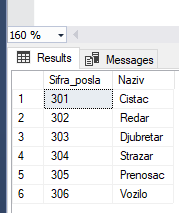 160 %
Results Messages
Sifra_posla Naziv
1 301 Cistac
2 302 Redar
3 303 Djubretar
4 304 Strazar
5 305 Prenosac
6 306 Vozilo